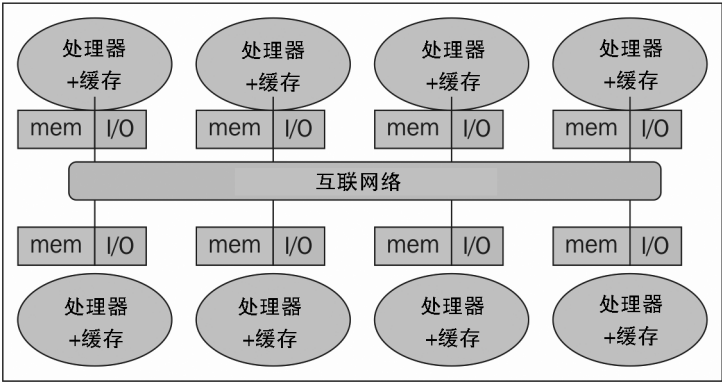 处理器 处理器 处理器 处理器
+缓存 +缓存 +缓存 +缓存
mem I/O mem I/O mem I/O mem I/O
互联网络
mem I/O mem I/O mem I/O mem I/O
处理器 处理器 处理器 处理器
+缓存 +缓存 +缓存 +缓存